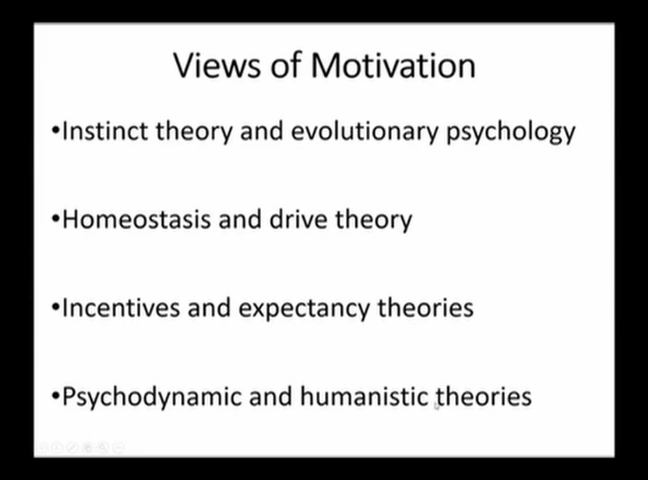 Views of Motivation
•Instinct theory and evolutionary psychology
•Homeostasis and drive theory
•Incentives and expectancy theories
•Psychodynamic and humanistic theories